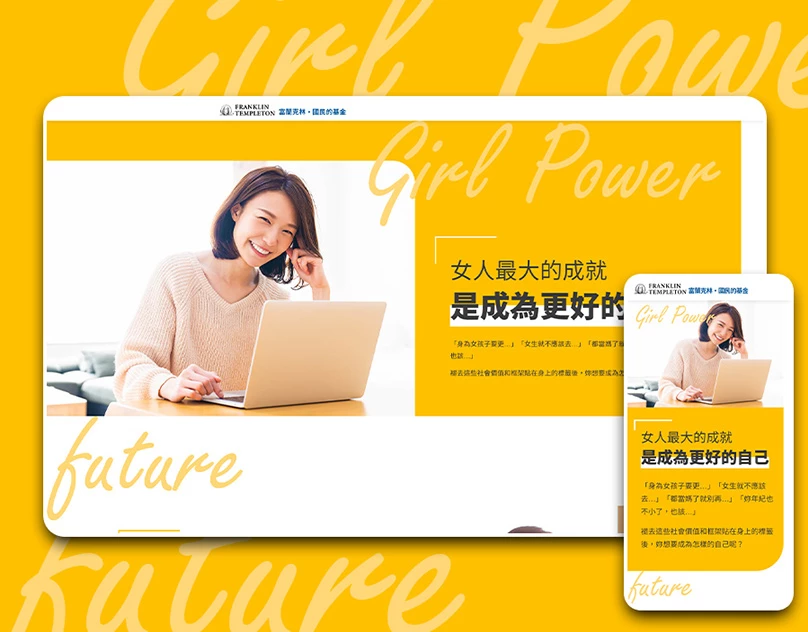 Girl Power
FRANKLIN
TEMPLETON 富蘭克林‧國民的基金
Girl Power
女人最大的成就
是成為更好的
「身為女孩子要更...」「女生就不應該去...」「都當媽了就
也該...」
褪去這些社會價值和框架貼在身上的標籤後,妳想要成為怎
future
FRANKLIN
TEMPLETON 富蘭克林‧國民的基金
Girl Power
女人最大的成就
是成為更好的自己
「身為女孩子要更...」「女生就不應該
去...」「都當媽了就別再...」「妳年紀也
不小了,也該...」
褪去這些社會價值和框架貼在身上的標籤
後,妳想要成為怎樣的自己呢?
future
future